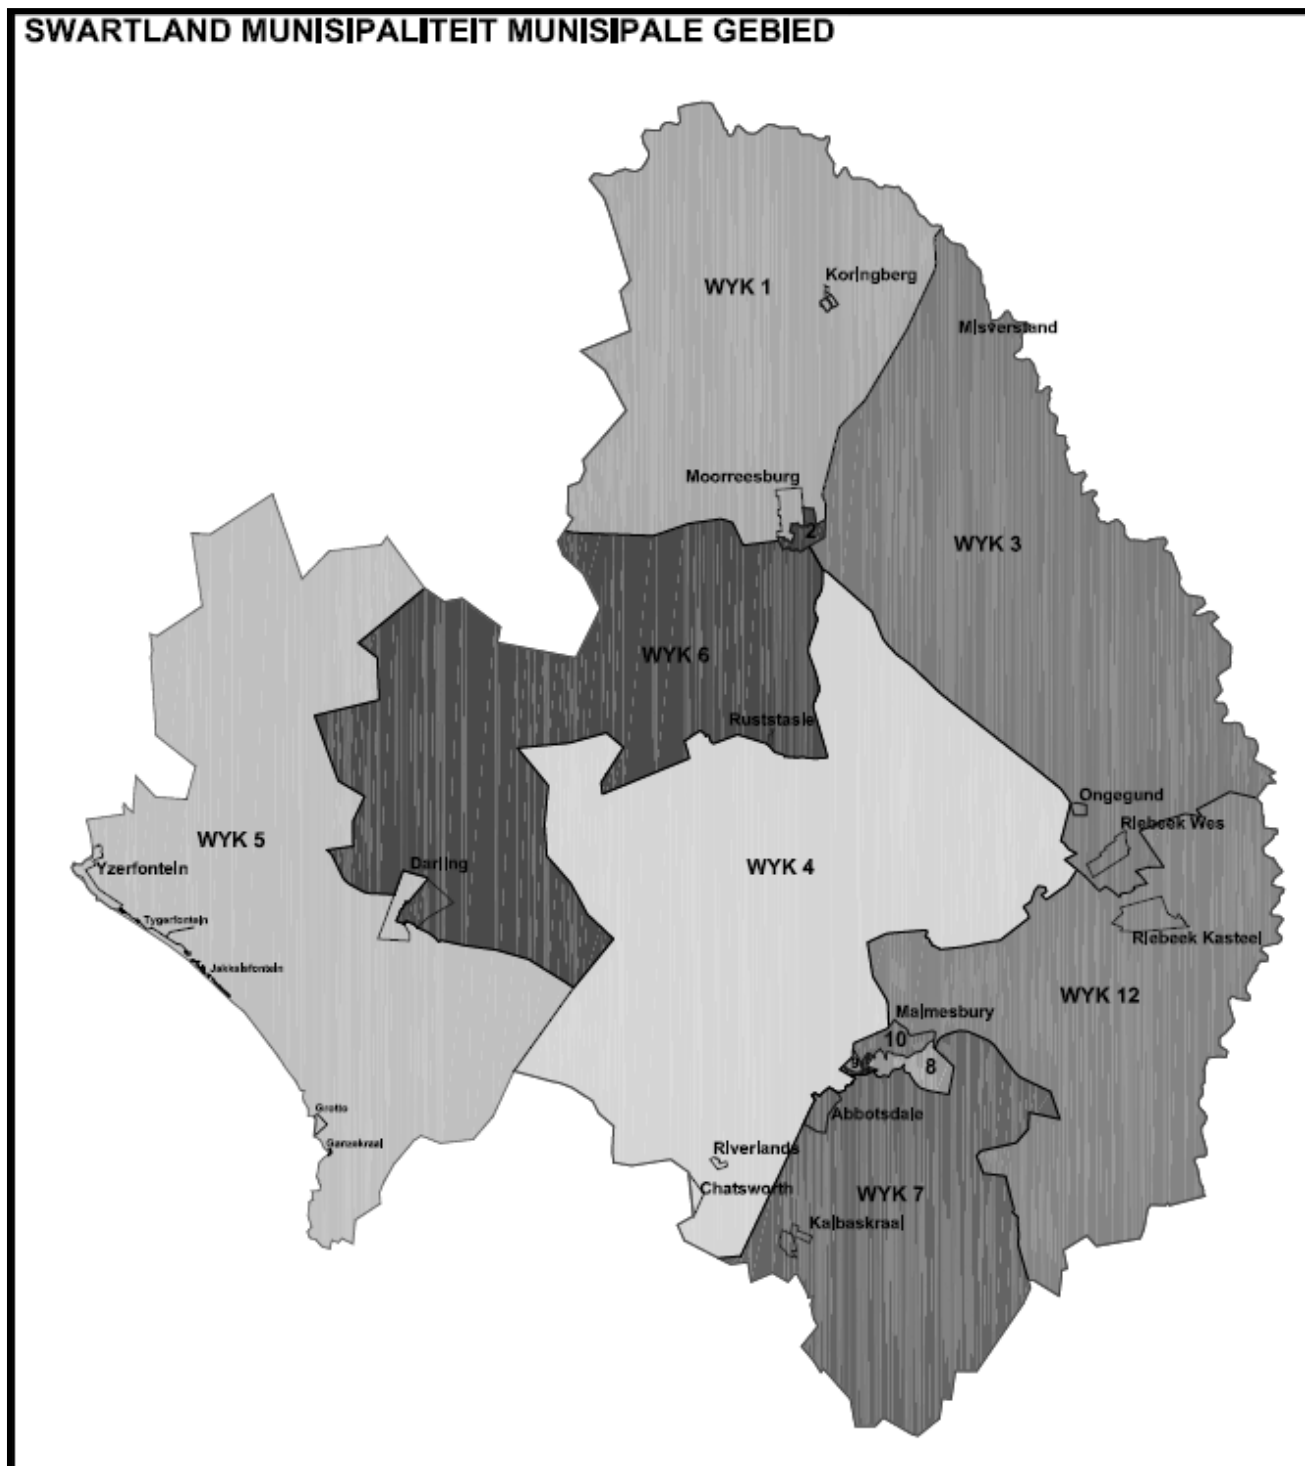 SWARTLAND MUNISIPALITEIT MUNISIPALE GEBIED
WYK 1
Koringberg
Misverstand
Moorreesburg
2
WYK 3
WYK 6
Ruststasie
Ongegund
Riebeek Wes
WYK 5
Yzerfontein
Darling
WYK 4
Tygerfontein
Riebeek Kasteel
Jakkalsfontein
WYK 12
Malmesbury
10
9
8
Grotto
Abbotsdale
Ganzekraal
Riverlands
Chatsworth
WYK 7
Kalbaskraal